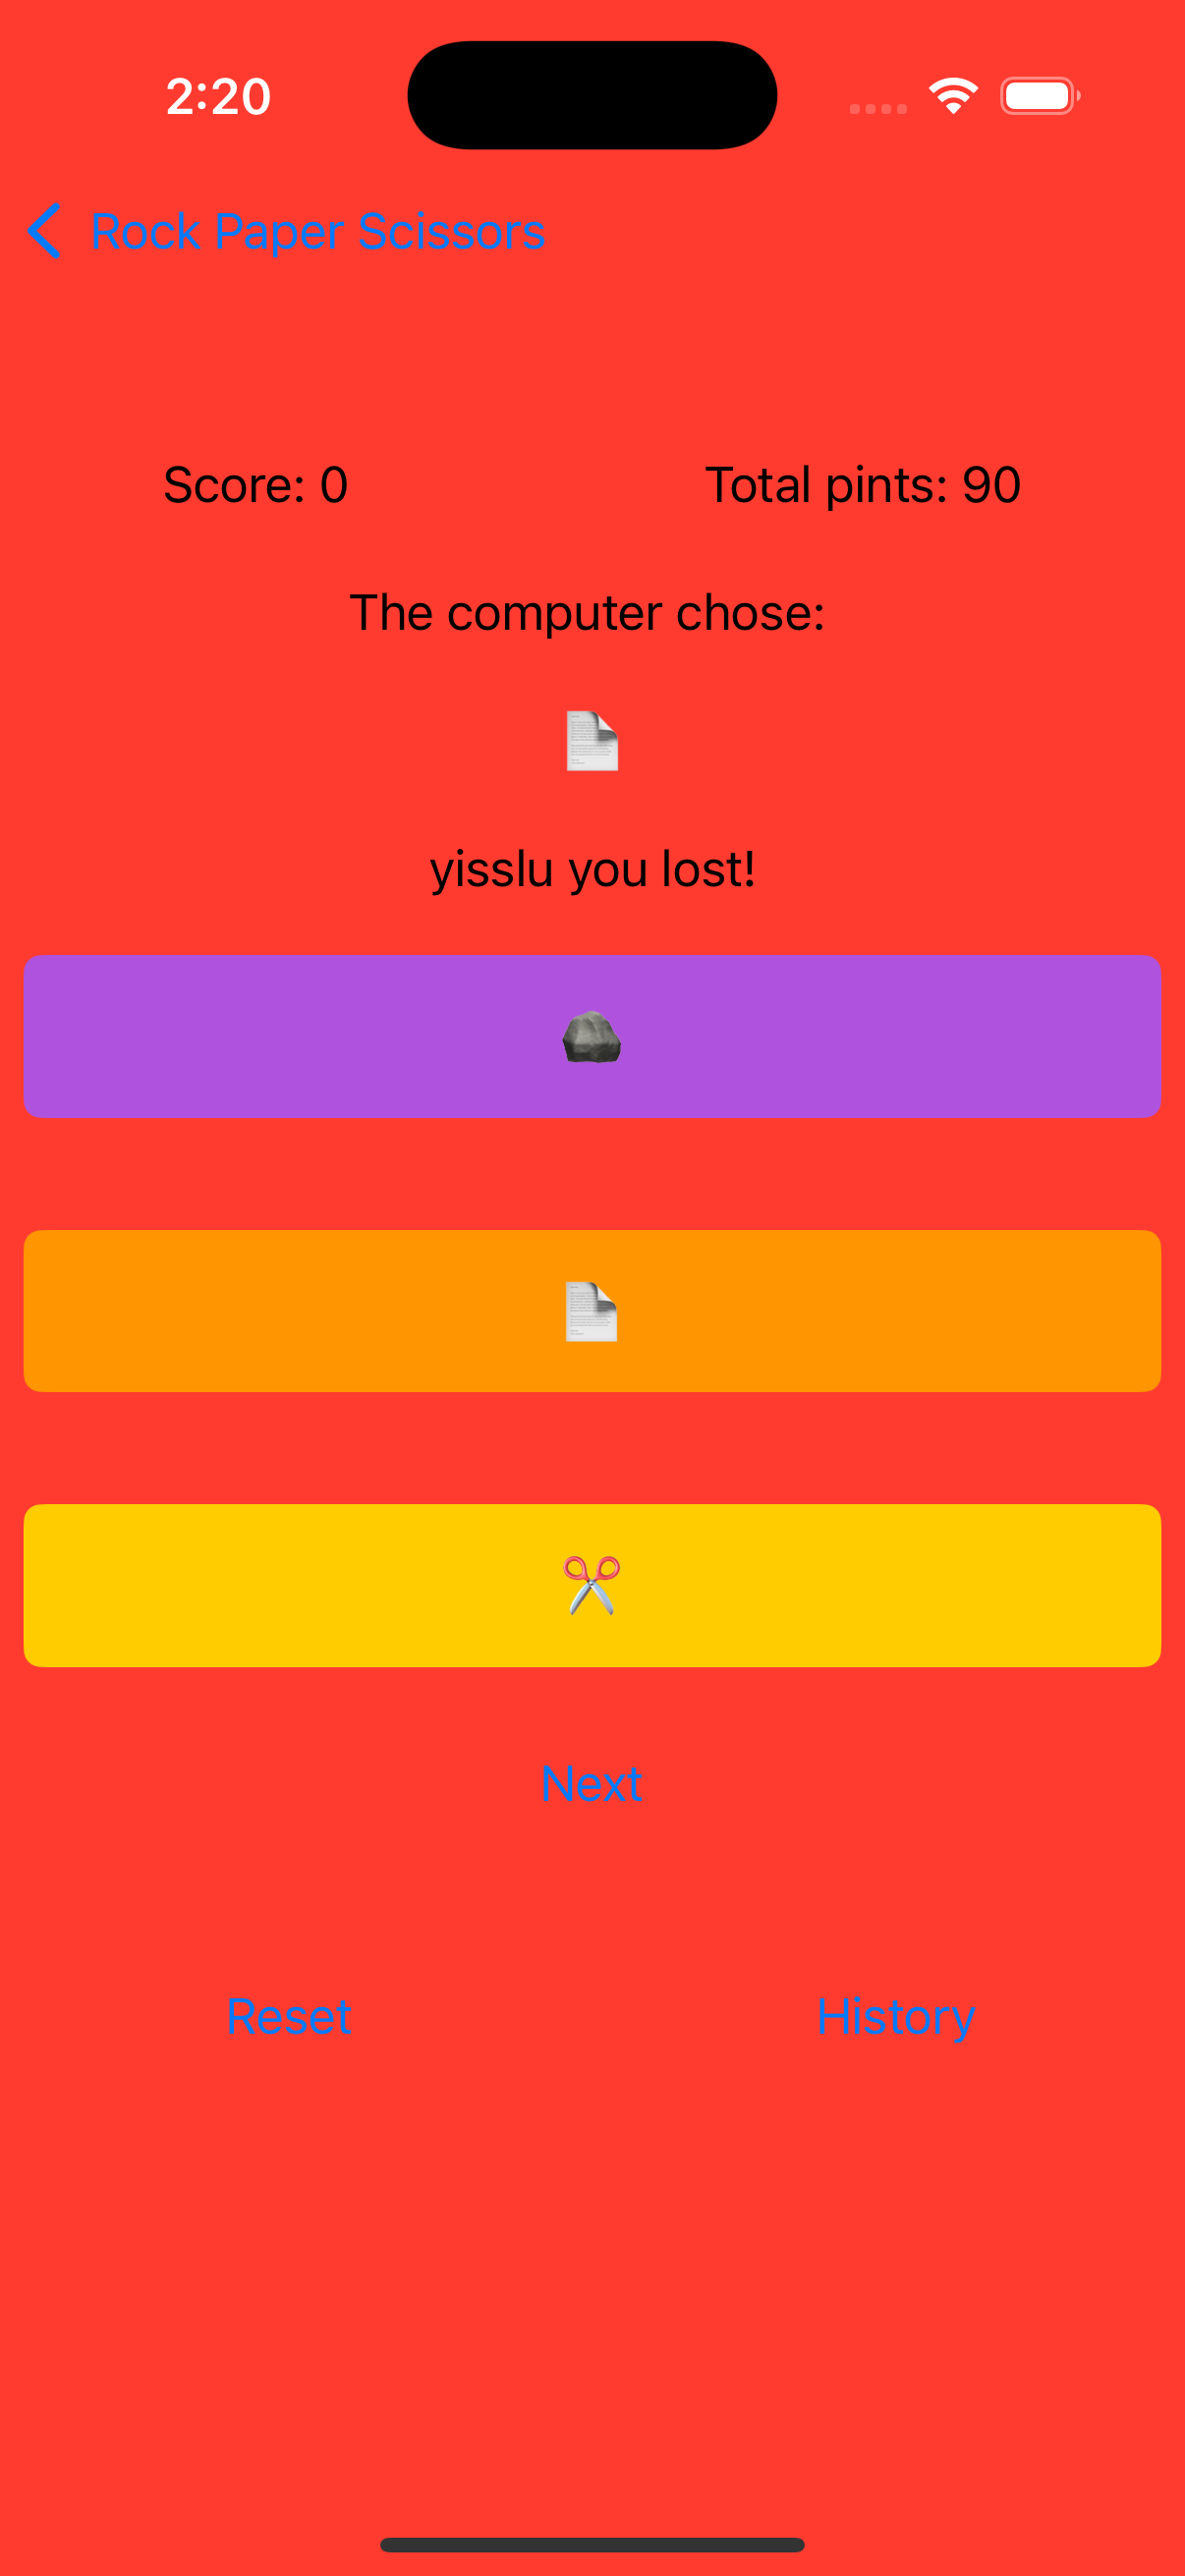 2:20
Rock Paper Scissors
Score: 0 Total pints: 90
The computer chose:
yisslu you lost!
Next
Reset History